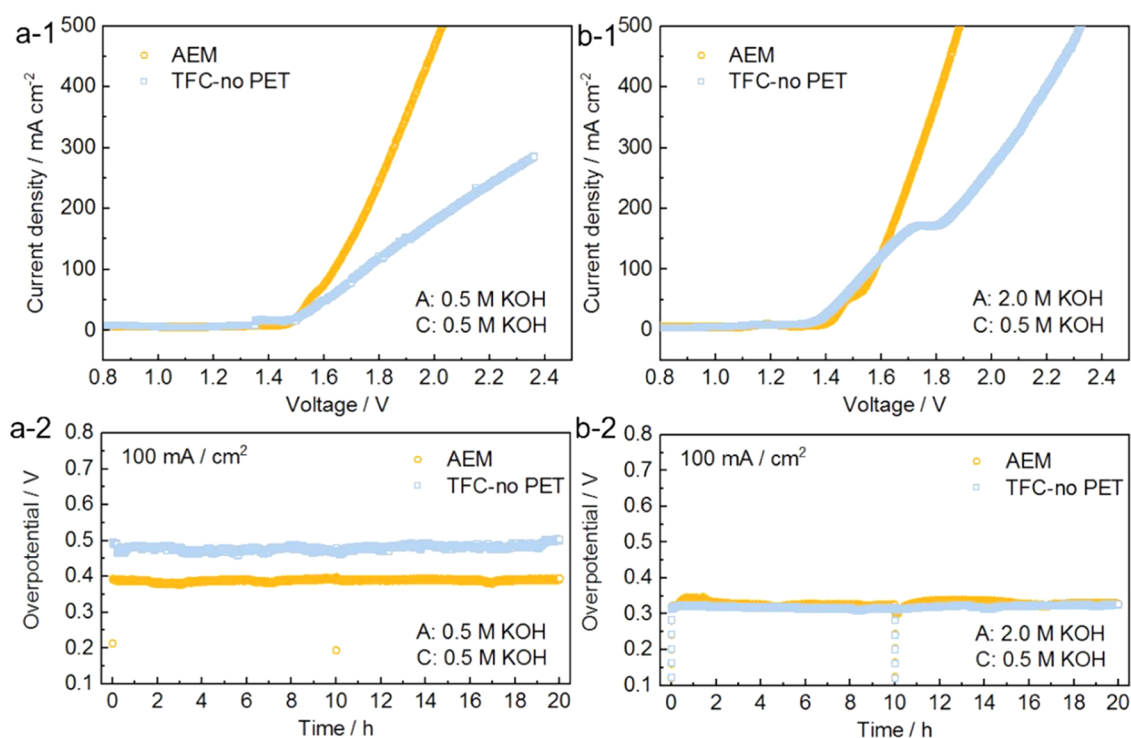 a-1
AEM
TFC-no PET
Current density / mA cm⁻²
500
400
300
200
100
0
A: 0.5 M KOH
C: 0.5 M KOH
0.8 1.0 1.2 1.4 1.6 1.8 2.0 2.2 2.4
Voltage / V
b-1
AEM
TFC-no PET
Current density / mA cm⁻²
500
400
300
200
100
0
A: 2.0 M KOH
C: 0.5 M KOH
0.8 1.0 1.2 1.4 1.6 1.8 2.0 2.2 2.4
Voltage / V
a-2
100 mA / cm²
AEM
TFC-no PET
Overpotential / V
0.8
0.7
0.6
0.5
0.4
0.3
0.2
0.1
A: 0.5 M KOH
C: 0.5 M KOH
0 2 4 6 8 10 12 14 16 18 20
Time / h
b-2
100 mA / cm²
AEM
TFC-no PET
Overpotential / V
0.8
0.7
0.6
0.5
0.4
0.3
0.2
0.1
A: 2.0 M KOH
C: 0.5 M KOH
0 2 4 6 8 10 12 14 16 18 20
Time / h